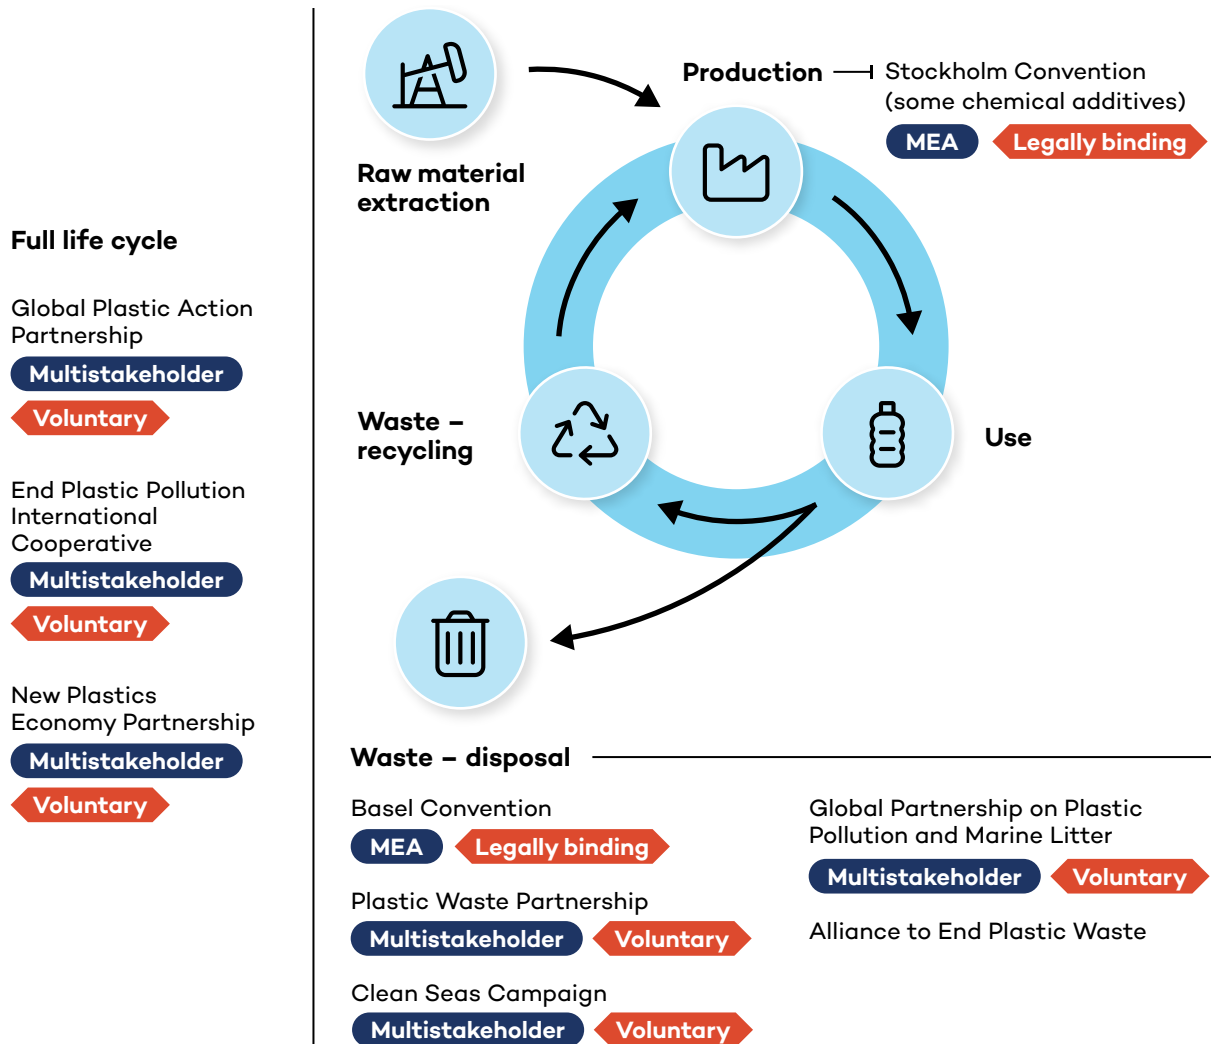 Full life cycle
Global Plastic Action
Partnership
Multistakeholder
Voluntary
End Plastic Pollution
International
Cooperative
Multistakeholder
Voluntary
New Plastics
Economy Partnership
Multistakeholder
Voluntary
Raw material
extraction
Production
Stockholm Convention
(some chemical additives)
MEA
Legally binding
Waste –
recycling
Use
Waste – disposal
Basel Convention
MEA
Legally binding
Plastic Waste Partnership
Multistakeholder
Voluntary
Clean Seas Campaign
Multistakeholder
Voluntary
Global Partnership on Plastic
Pollution and Marine Litter
Multistakeholder
Voluntary
Alliance to End Plastic Waste